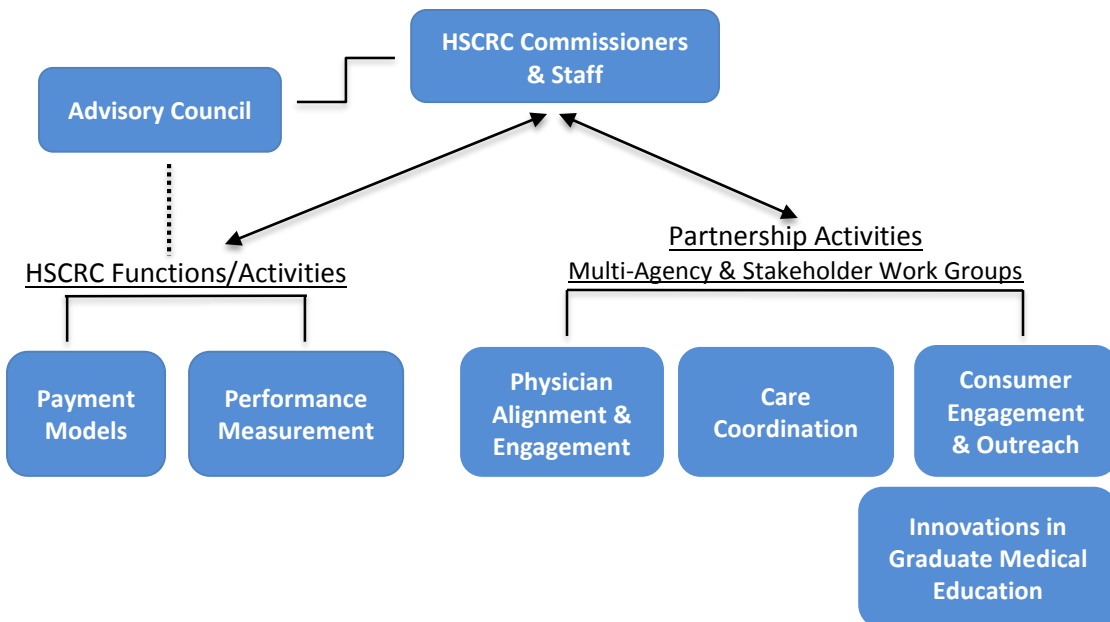 HSCRC Commissioners
& Staff
Advisory Council
HSCRC Functions/Activities
Partnership Activities
Multi-Agency & Stakeholder Work Groups
Payment
Models
Performance
Measurement
Physician
Alignment &
Engagement
Care
Coordination
Consumer
Engagement
& Outreach
Innovations in
Graduate Medical
Education